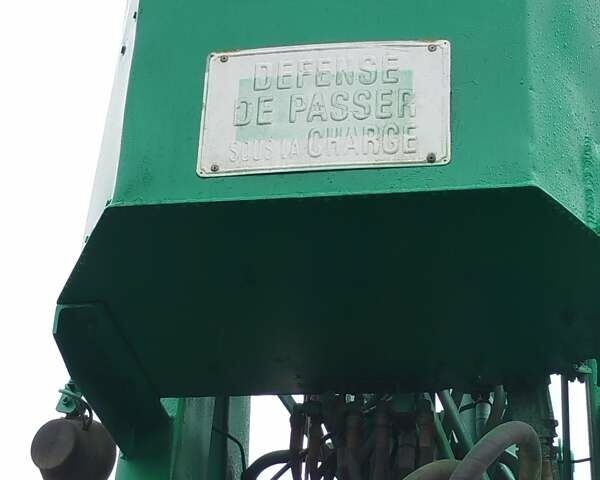 DEFENSE
DE PASSER
SOUS LA CHARGE